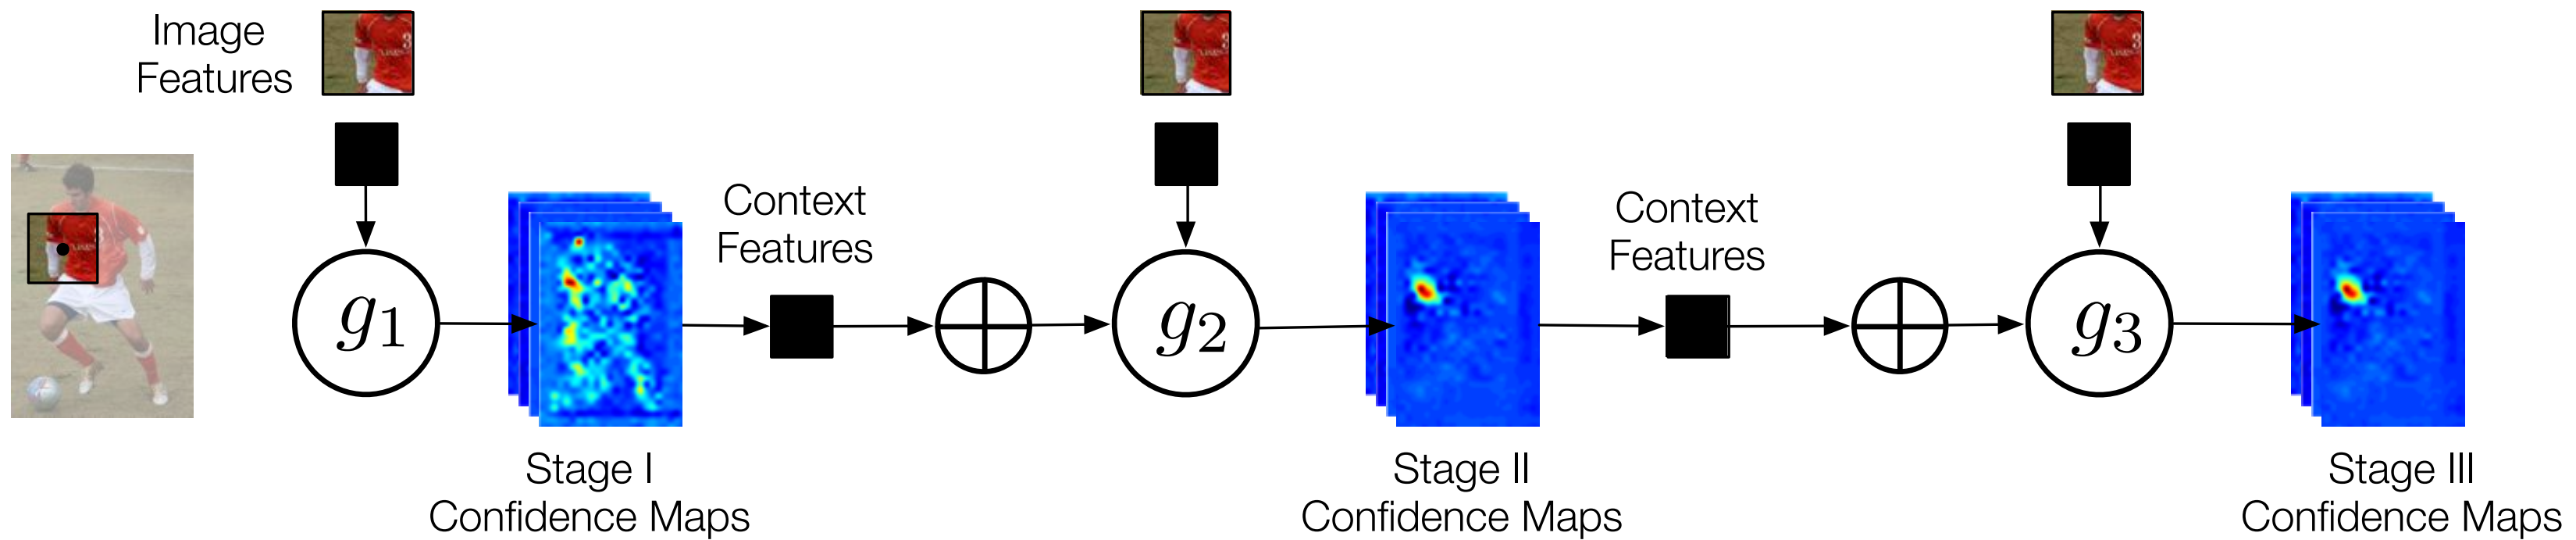 Image
Features
g1
Stage I
Confidence Maps
Context
Features
g2
Stage II
Confidence Maps
Context
Features
g3
Stage III
Confidence Maps